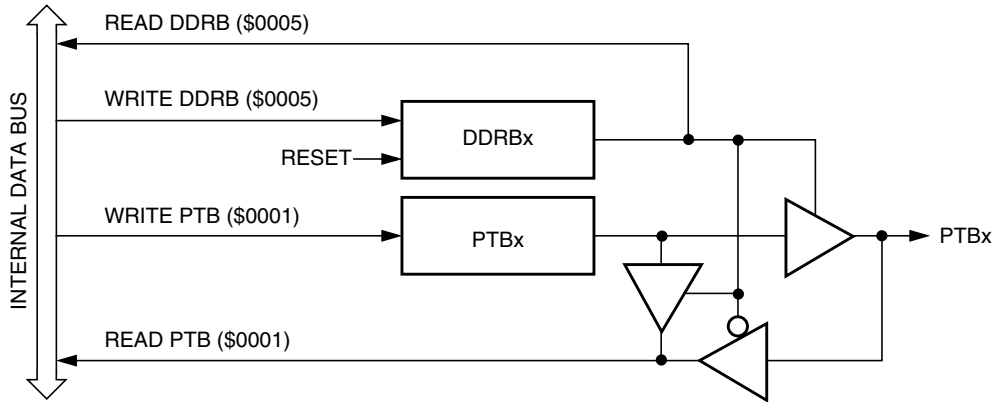 READ DDRB ($0005)
WRITE DDRB ($0005)
DDRBx
RESET
WRITE PTB ($0001)
PTBx
PTBx
READ PTB ($0001)
INTERNAL DATA BUS